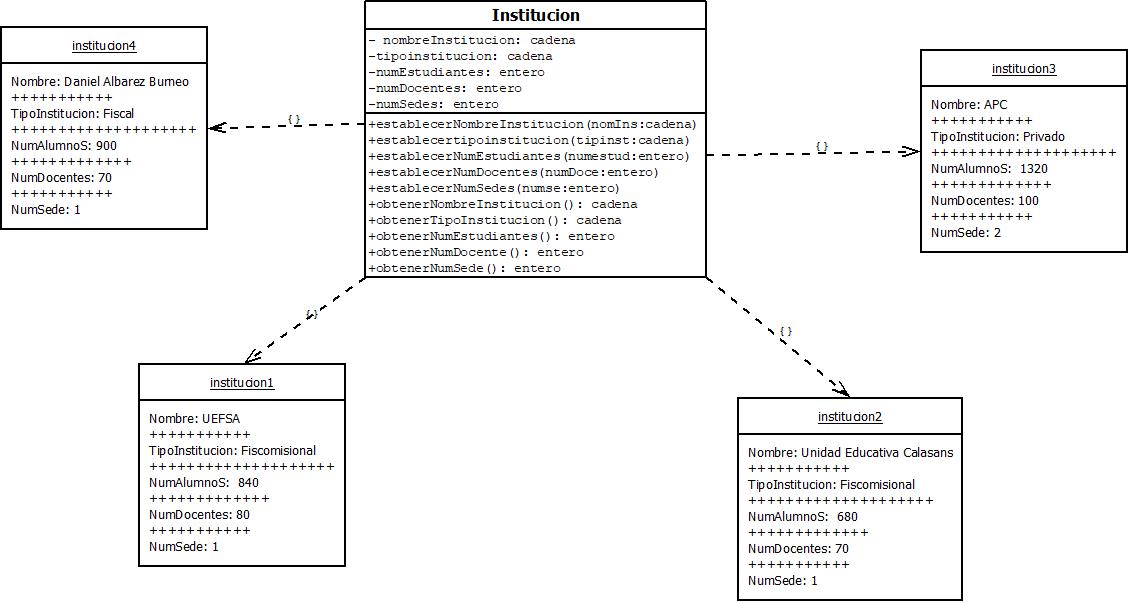 Institucion
- nombreInstitucion: cadena
-tipoinstitucion: cadena
-numEstudiantes: entero
-numDocentes: entero
-numSedes: entero
+establecerNombreInstitucion(nomIns:cadena)
+establecertipoinstitucion(tipinst:cadena)
+establecerNumEstudiantes(numestud:entero)
+establecerNumDocentes(numDoce:entero)
+establecerNumSedes(numse:entero)
+obtenerNombreInstitucion(): cadena
+obtenerTipoInstitucion(): cadena
+obtenerNumEstudiantes(): entero
+obtenerNumDocente(): entero
+obtenerNumSede(): entero
institucion4
Nombre: Daniel Albarez Burneo
+++++++++++
TipoInstitucion: Fiscal
++++++++++++++++++++
NumAlumnoS: 900
+++++++++++++
NumDocentes: 70
+++++++++++
NumSede: 1
{ }
{ }
institucion3
Nombre: APC
+++++++++++
TipoInstitucion: Privado
++++++++++++++++++++
NumAlumnoS: 1320
+++++++++++++
NumDocentes: 100
+++++++++++
NumSede: 2
{ }
{ }
institucion1
Nombre: UEFSA
+++++++++++
TipoInstitucion: Fiscomisional
++++++++++++++++++++
NumAlumnoS: 840
+++++++++++++
NumDocentes: 80
+++++++++++
NumSede: 1
institucion2
Nombre: Unidad Educativa Calasans
+++++++++++
TipoInstitucion: Fiscomisional
++++++++++++++++++++
NumAlumnoS: 680
+++++++++++++
NumDocentes: 70
+++++++++++
NumSede: 1